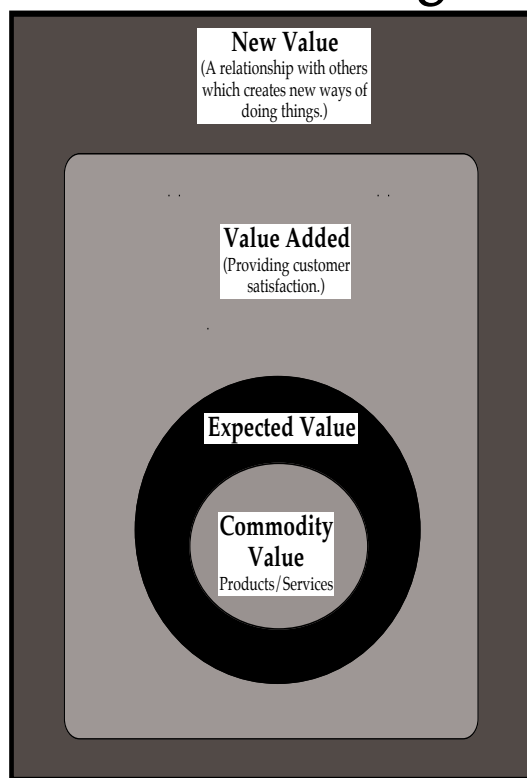 New Value
(A relationship with others
which creates new ways of
doing things.)
Value Added
(Providing customer
satisfaction.)
Expected Value
Commodity
Value
Products/Services